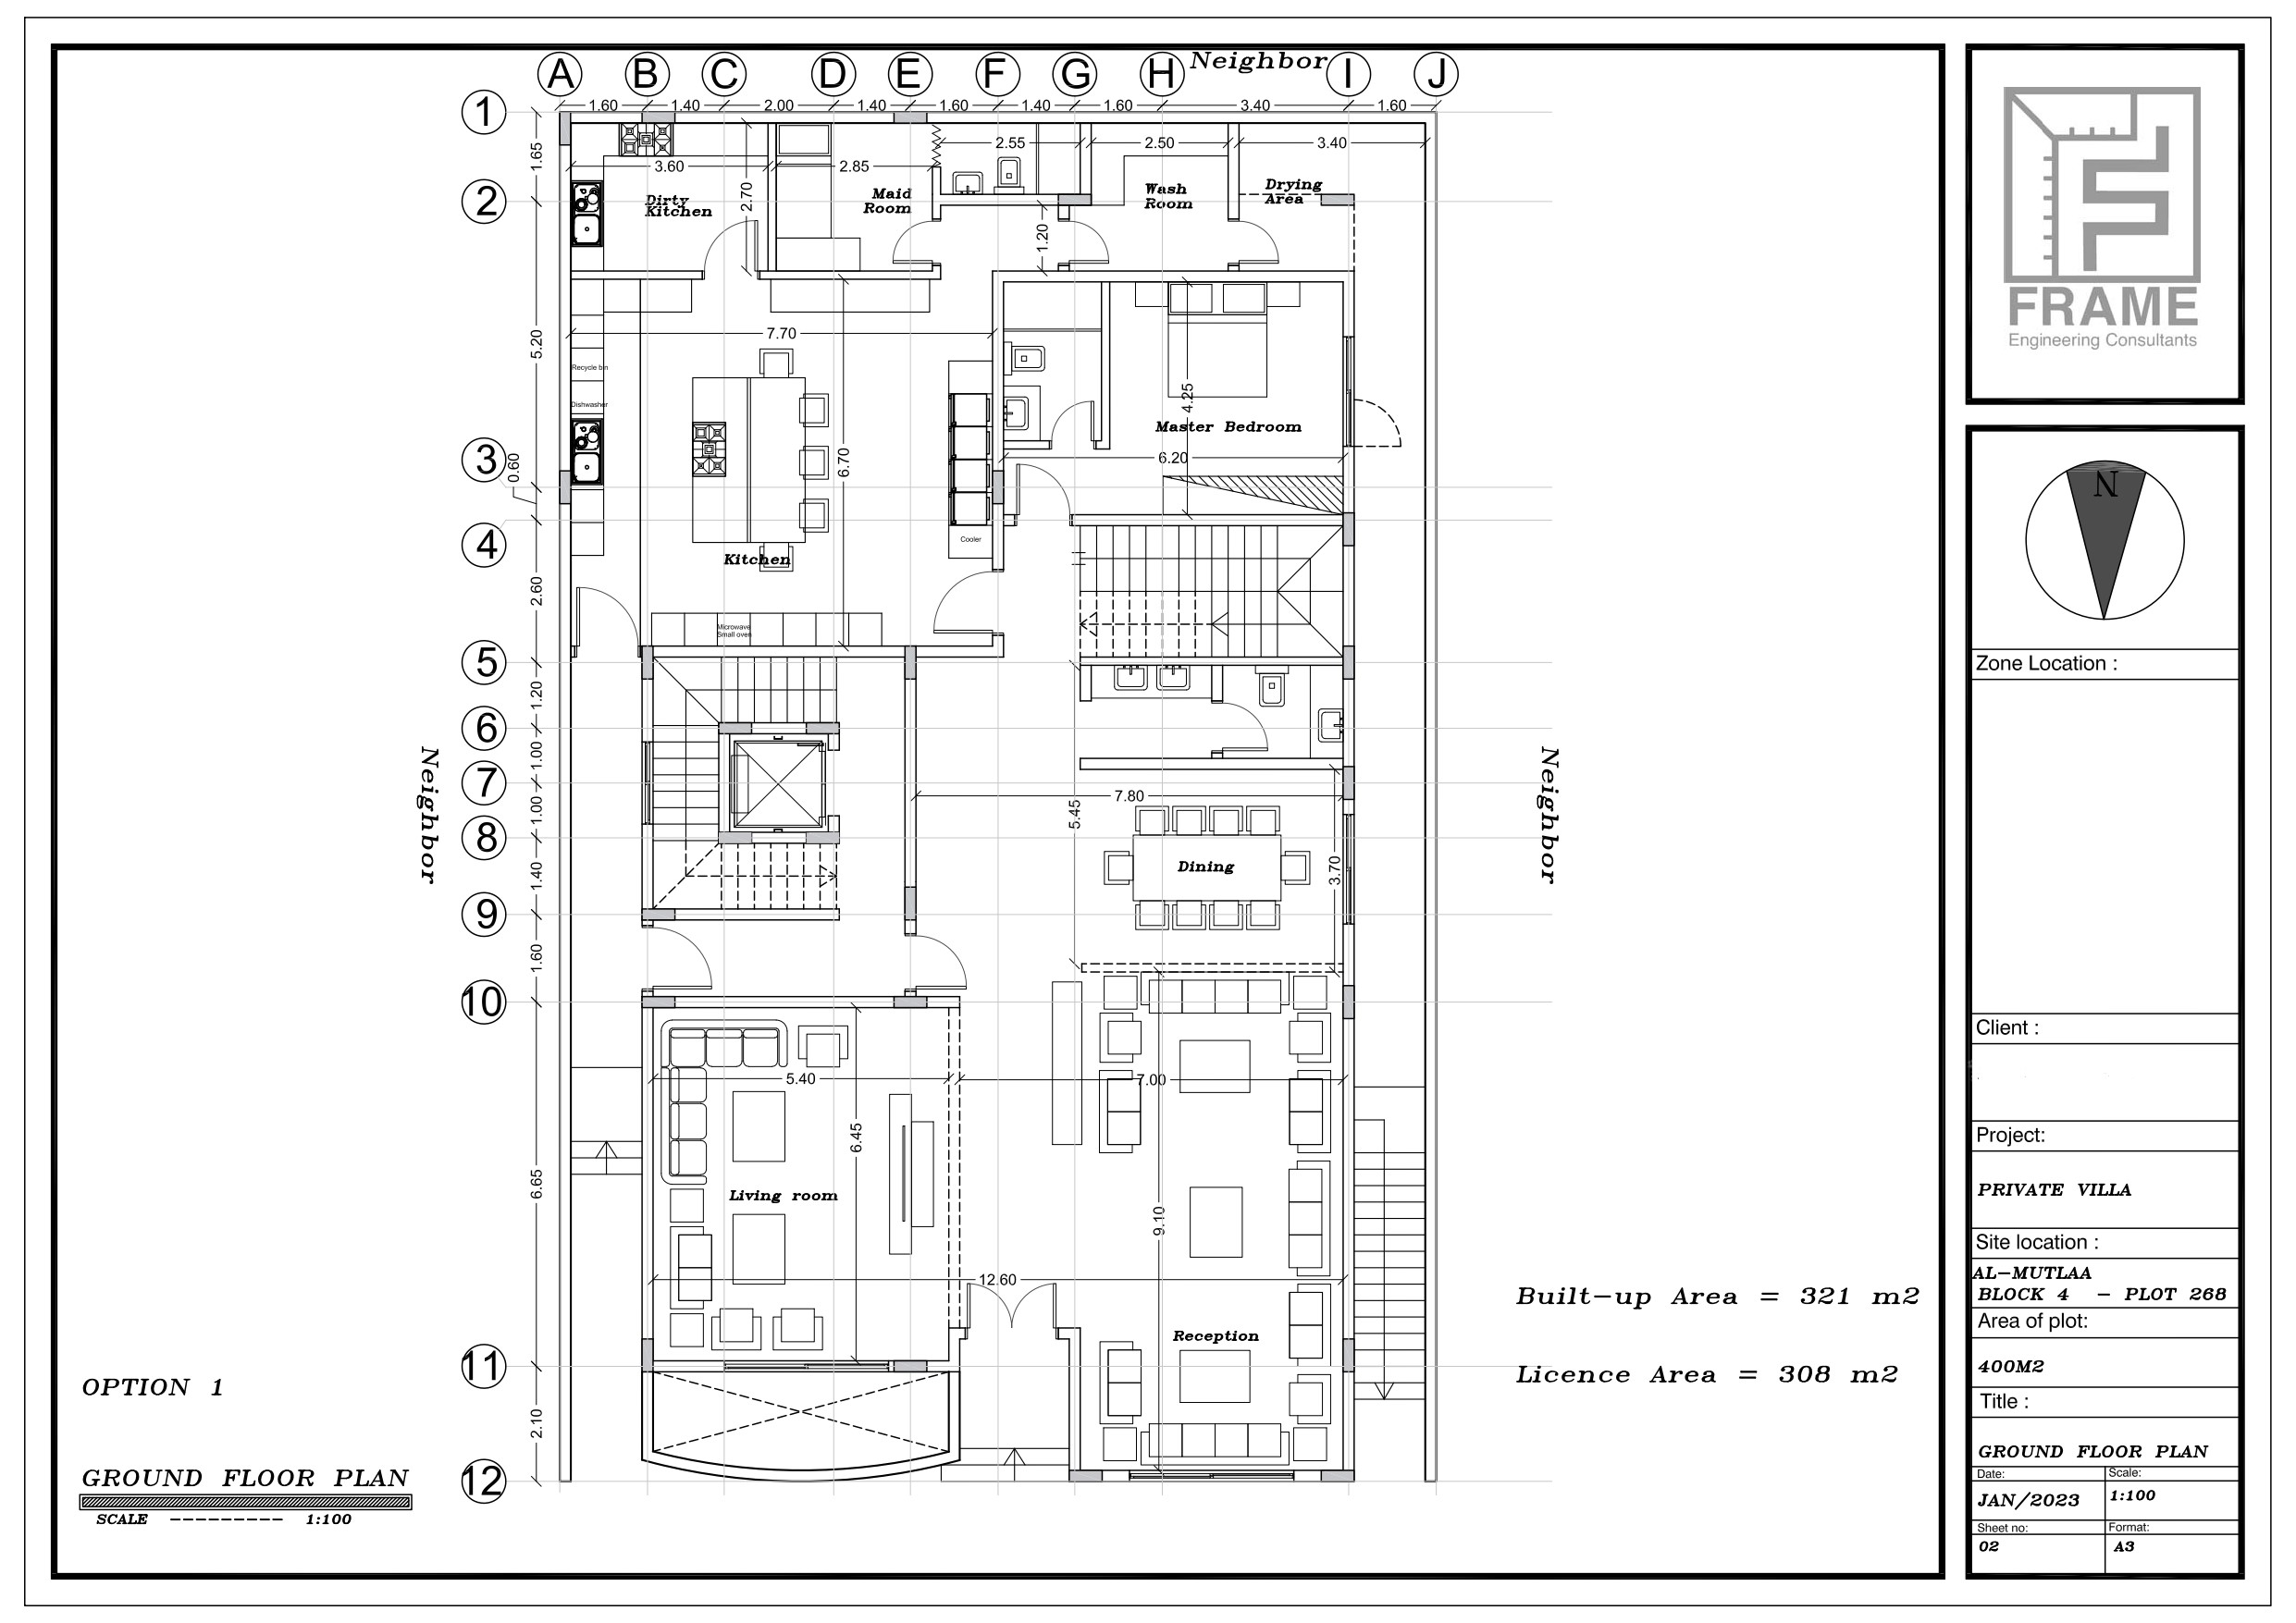 Neighbor
A B C D E F G H I J
1.60 1.40 2.00 1.40 1.60 1.40 1.60 3.40 1.60
1
2
3
4
5
6
7
8
9
10
11
12
1.65
5.20
0.60
2.60
1.20
1.00
1.00
1.40
1.60
6.65
2.10
Neighbor
Neighbor
2.55
2.50
3.40
3.60
2.85
2.70
Dirty
Kitchen
Maid
Room
Wash
Room
Drying
Area
1.20
7.70
Recycle bin
Dishwasher
6.70
4.25
Master Bedroom
6.20
Cooler
Kitchen
Microwave
Small oven
7.80
5.45
3.70
Dining
5.40
7.00
6.45
Living room
9.10
12.60
Reception
Built-up Area = 321 m2
Licence Area = 308 m2
OPTION 1
GROUND FLOOR PLAN
SCALE ---------- 1:100
FRAME
Engineering Consultants
N
Zone Location :
Client :
Project:
PRIVATE VILLA
Site location :
AL-MUTLAA
BLOCK 4 - PLOT 268
Area of plot:
400M2
Title :
GROUND FLOOR PLAN
Date:
JAN/2023
Scale:
1:100
Sheet no:
02
Format:
A3